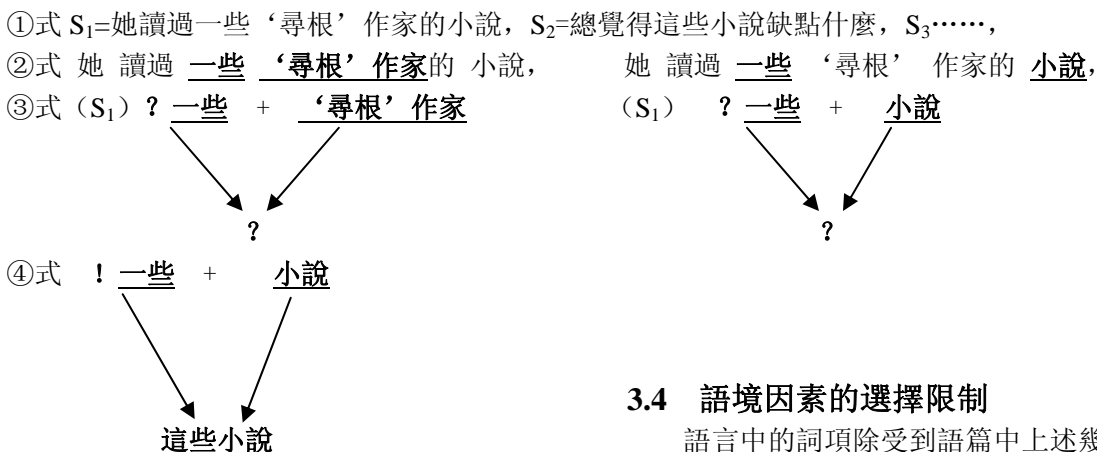 ①式 S₁=她讀過一些‘尋根’作家的小說，S₂=總覺得這些小說缺點什麼，S₃……，
②式 她 讀過 一些 ‘尋根’作家的 小說， 她 讀過 一些 ‘尋根’ 作家的 小說，
③式（S₁）？一些 + ‘尋根’作家 （S₁） ？一些 + 小說
？ ？
④式 ！一些 + 小說
這些小說
3.4 語境因素的選擇限制
語言中的詞項除受到語篇中上述幾